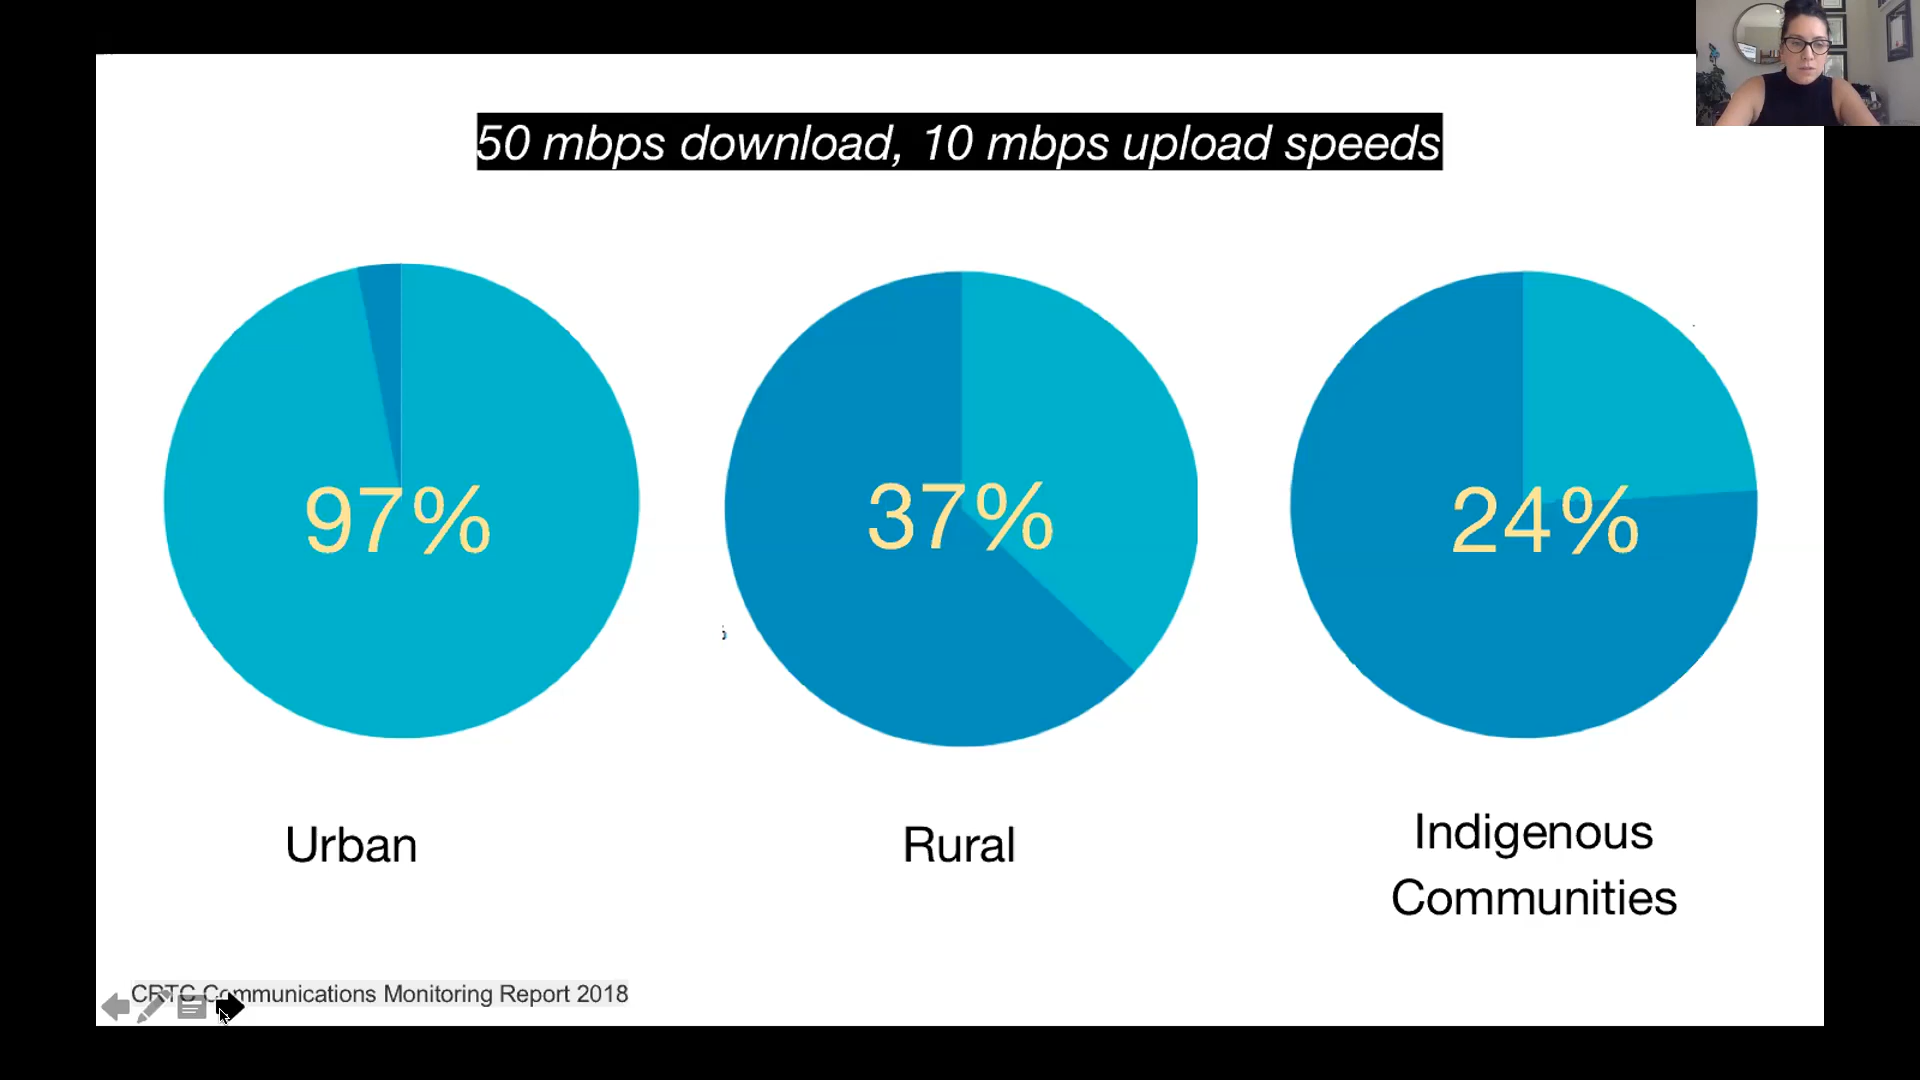 50 mbps download, 10 mbps upload speeds
97%
37%
24%
Urban
Rural
Indigenous
Communities
CRTC Communications Monitoring Report 2018